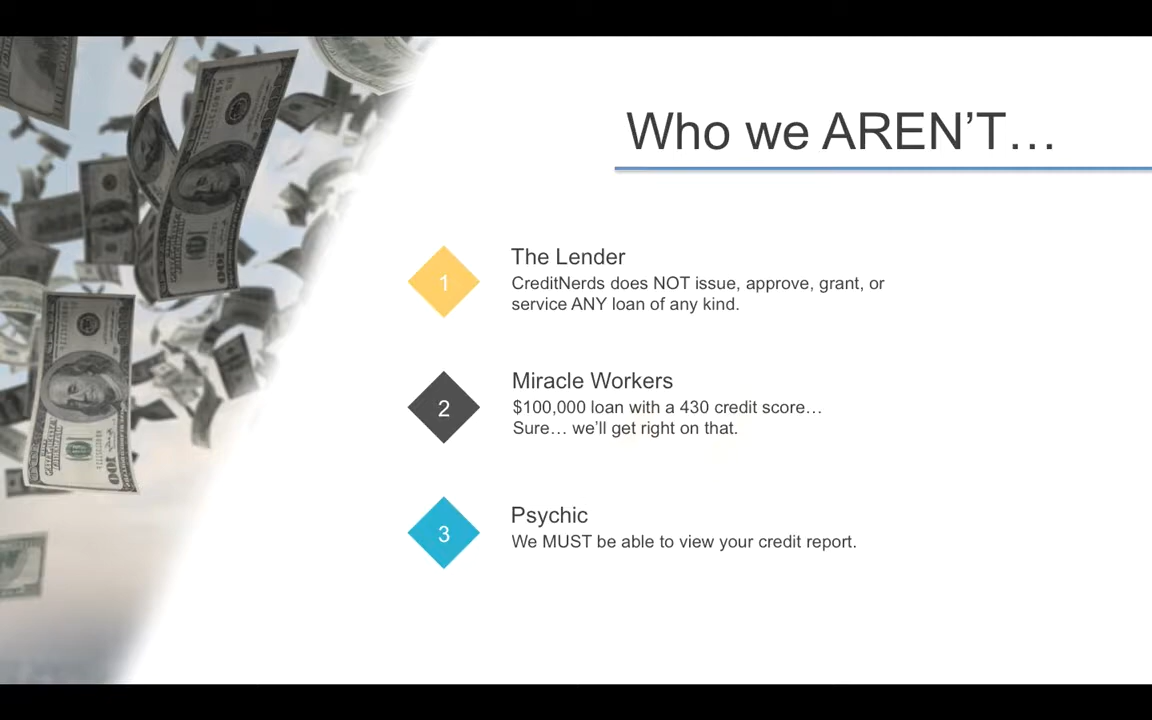 Who we AREN'T…
1
The Lender
CreditNerds does NOT issue, approve, grant, or
service ANY loan of any kind.
2
Miracle Workers
$100,000 loan with a 430 credit score…
Sure… we'll get right on that.
3
Psychic
We MUST be able to view your credit report.
100
100